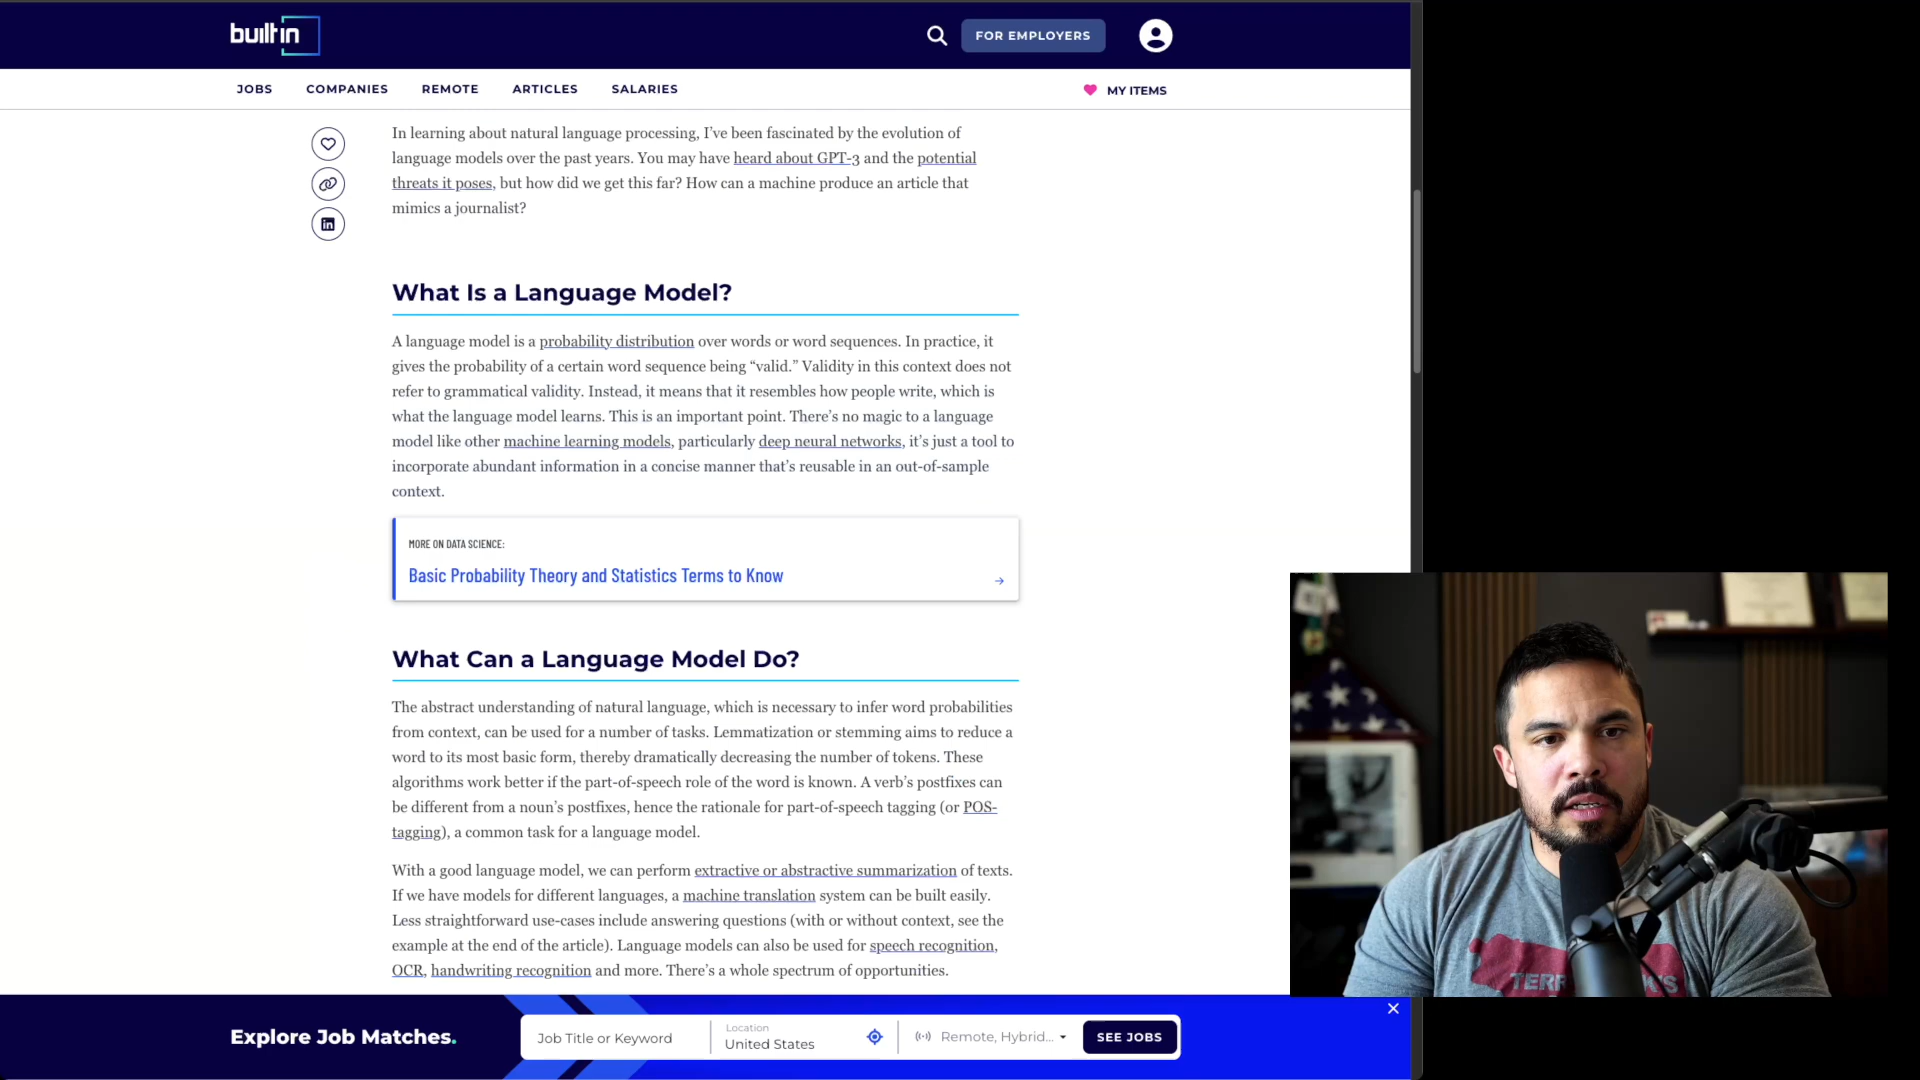 builtin
FOR EMPLOYERS
JOBS
COMPANIES
REMOTE
ARTICLES
SALARIES
MY ITEMS
In learning about natural language processing, I’ve been fascinated by the evolution of
language models over the past years. You may have heard about GPT-3 and the potential
threats it poses, but how did we get this far? How can a machine produce an article that
mimics a journalist?
What Is a Language Model?
A language model is a probability distribution over words or word sequences. In practice, it
gives the probability of a certain word sequence being “valid.” Validity in this context does not
refer to grammatical validity. Instead, it means that it resembles how people write, which is
what the language model learns. This is an important point. There’s no magic to a language
model like other machine learning models, particularly deep neural networks, it’s just a tool to
incorporate abundant information in a concise manner that’s reusable in an out-of-sample
context.
MORE ON DATA SCIENCE:
Basic Probability Theory and Statistics Terms to Know
What Can a Language Model Do?
The abstract understanding of natural language, which is necessary to infer word probabilities
from context, can be used for a number of tasks. Lemmatization or stemming aims to reduce a
word to its most basic form, thereby dramatically decreasing the number of tokens. These
algorithms work better if the part-of-speech role of the word is known. A verb’s postfixes can
be different from a noun’s postfixes, hence the rationale for part-of-speech tagging (or POS-
tagging), a common task for a language model.
With a good language model, we can perform extractive or abstractive summarization of texts.
If we have models for different languages, a machine translation system can be built easily.
Less straightforward use-cases include answering questions (with or without context, see the
example at the end of the article). Language models can also be used for speech recognition,
OCR, handwriting recognition and more. There’s a whole spectrum of opportunities.
Explore Job Matches.
Job Title or Keyword
Location
United States
Remote, Hybrid...
SEE JOBS